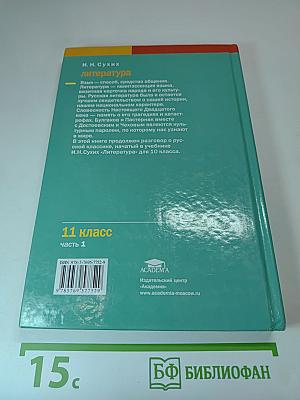 И. Н. Сухих
литература
Язык — способ, средство общения.
Литература — квинтэссенция языка,
визитная карточка народа и его культу-
ры. Русская литература была и остается
лучшим свидетельством о нашей истории,
нашем национальном характере.
Словесность Настоящего Двадцатого
века — память о его трагедиях и катаст-
рофах. Булгаков и Пастернак вместе
с Достоевским и Чеховым являются куль-
турным паролем, по которому нас узнают
в мире.
В этой книге продолжен разговор о рус-
ской классике, начатый в учебнике
И.Н.Сухих «Литература» для 10 класса.
11 класс
часть 1
ACADEMA
Издательский центр
«Академия»
www.academia-moscow.ru
15с
БФ БИБЛИОФАН